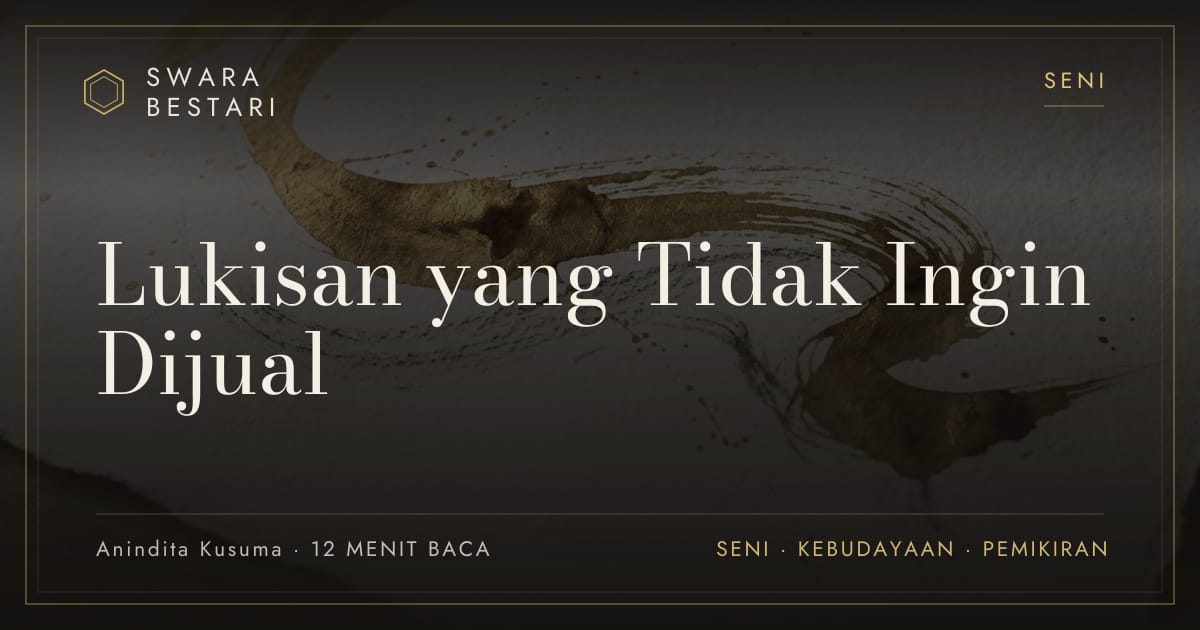 SWARA
BESTARI
SENI
Lukisan yang Tidak Ingin
Dijual
Anindita Kusuma · 12 MENIT BACA
SENI · KEBUDAYAAN · PEMIKIRAN